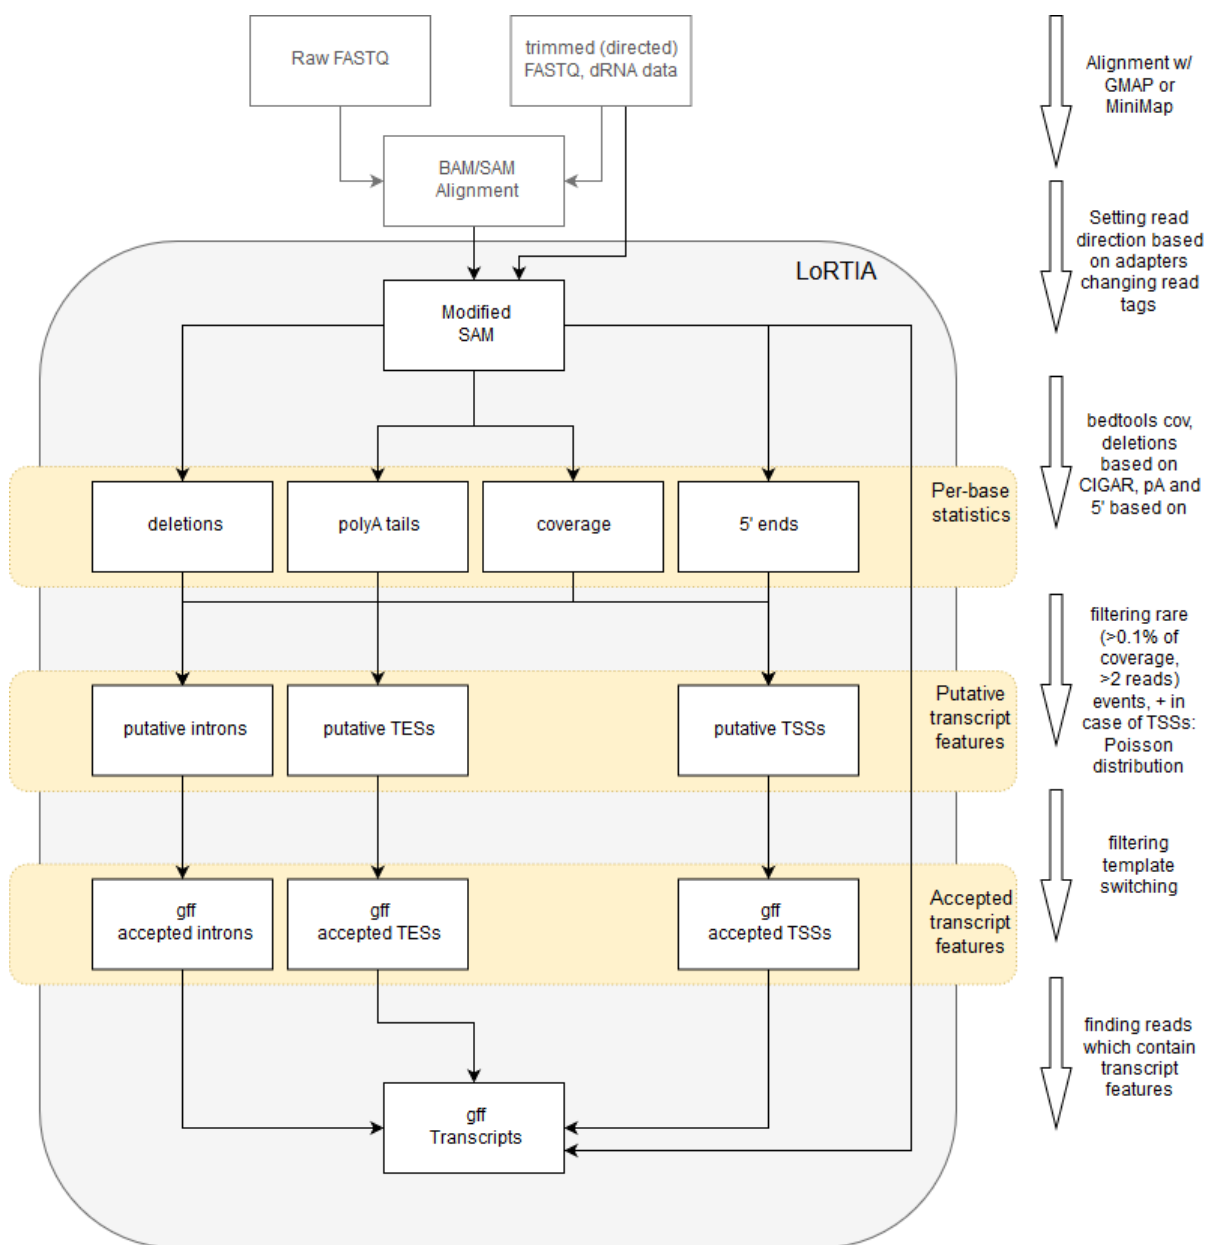 Raw FASTQ
trimmed (directed)
FASTQ, dRNA data
Alignment w/
GMAP or
MiniMap
BAM/SAM
Alignment
Setting read
direction based
on adapters
changing read
tags
LoRTIA
Modified
SAM
bedtools cov,
deletions
based on
CIGAR, pA and
5' based on
Per-base
statistics
deletions
polyA tails
coverage
5' ends
filtering rare
(>0.1% of
coverage,
>2 reads)
events, + in
case of TSSs:
Poisson
distribution
Putative
transcript
features
putative introns
putative TESs
putative TSSs
filtering
template
switching
Accepted
transcript
features
gff
accepted introns
gff
accepted TESs
gff
accepted TSSs
finding reads
which contain
transcript
features
gff
Transcripts